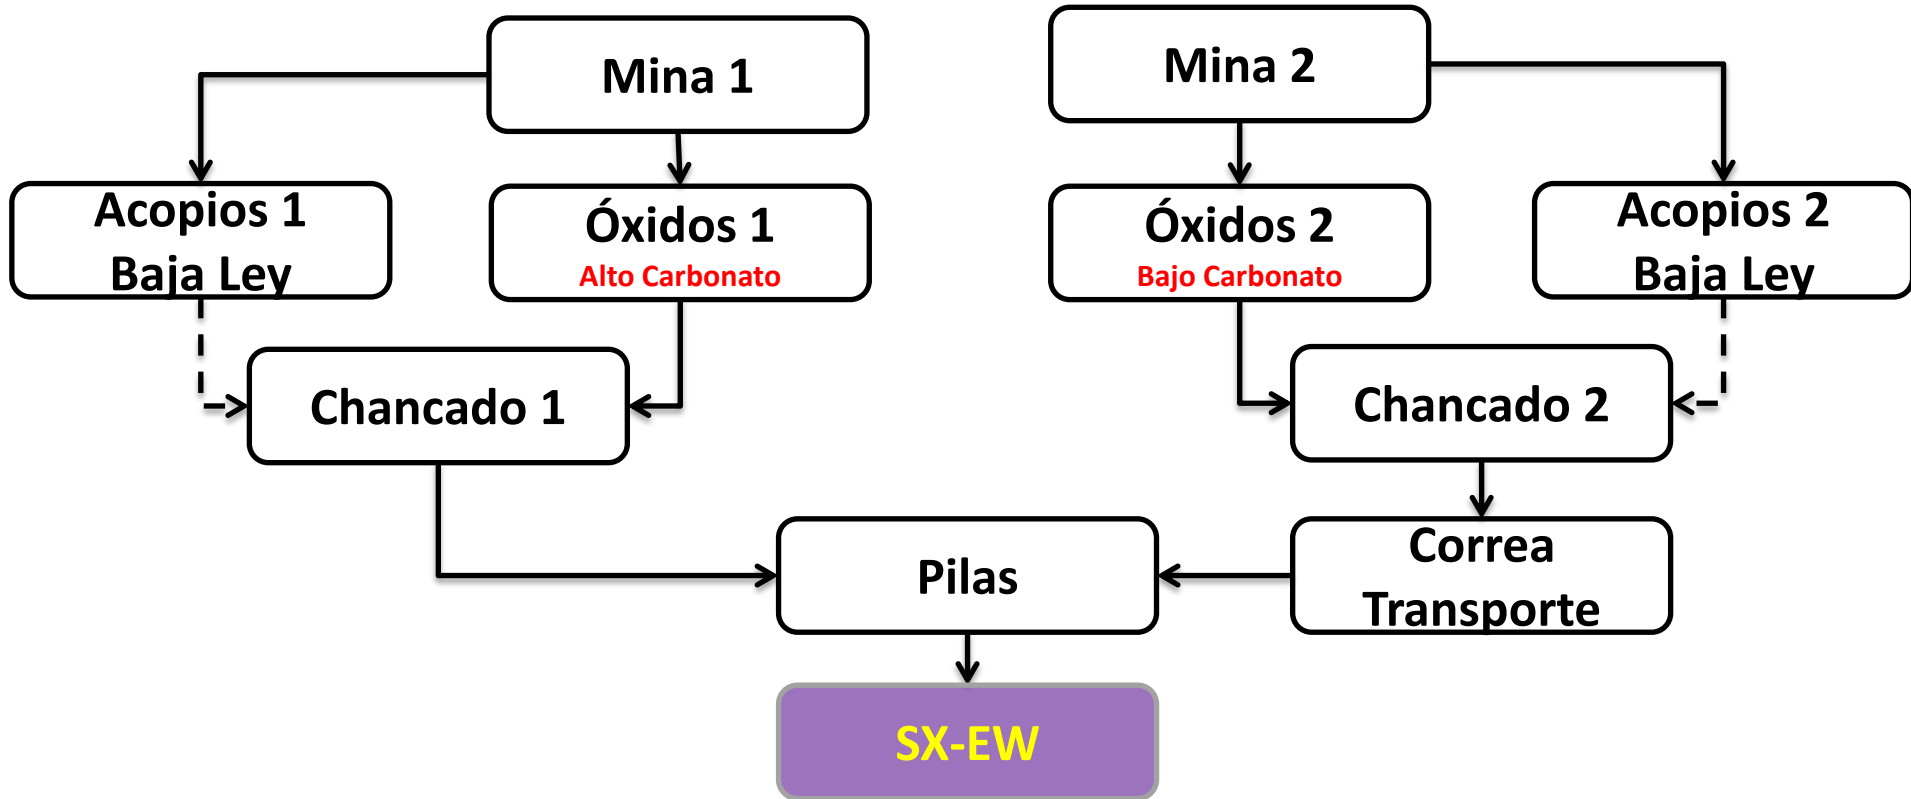 Mina 1
Mina 2
Acopios 1
Baja Ley
Óxidos 1
Alto Carbonato
Óxidos 2
Bajo Carbonato
Acopios 2
Baja Ley
Chancado 1
Chancado 2
Pilas
Correa
Transporte
SX-EW